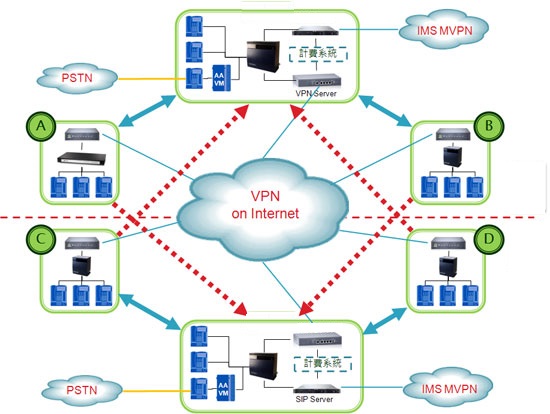 IMS MVPN
計費系統
PSTN
AA
VM
VPN Server
A
B
VPN
on Internet
C
D
計費系統
PSTN
AA
VM
SIP Server
IMS MVPN